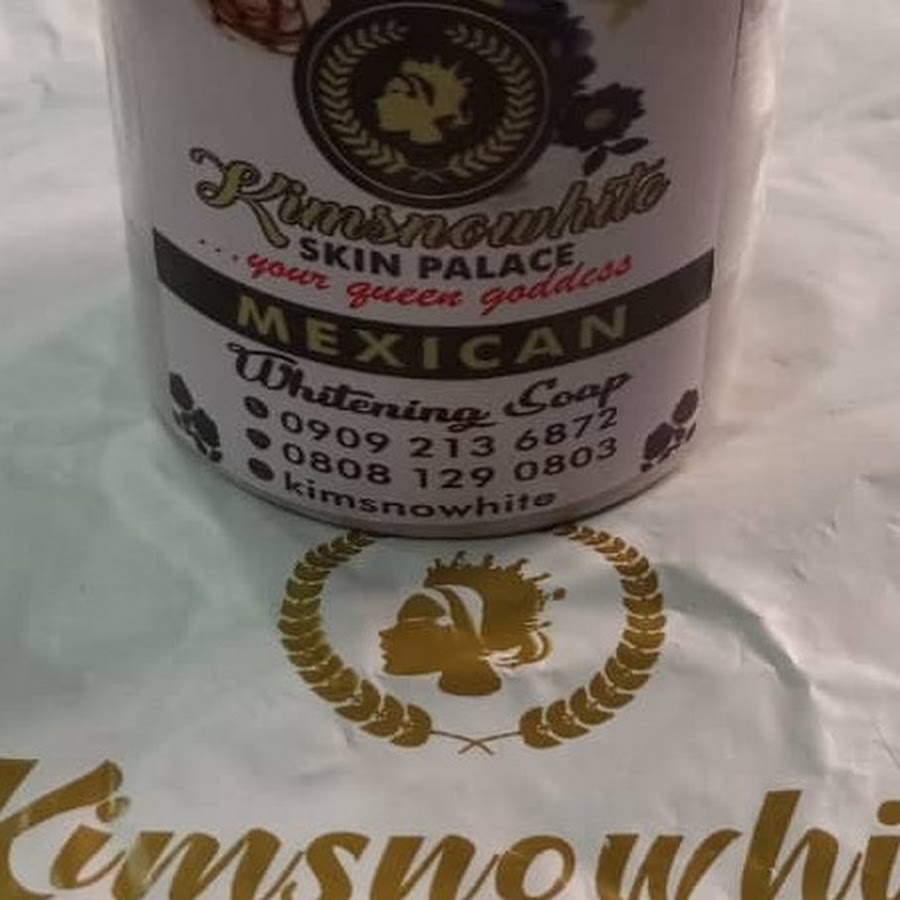 Kimsnowhite
SKIN PALACE
...your queen goddess
MEXICAN
Whitening Soap
0909 213 6872
0808 129 0803
kimsnowhite
Kimsnowhi